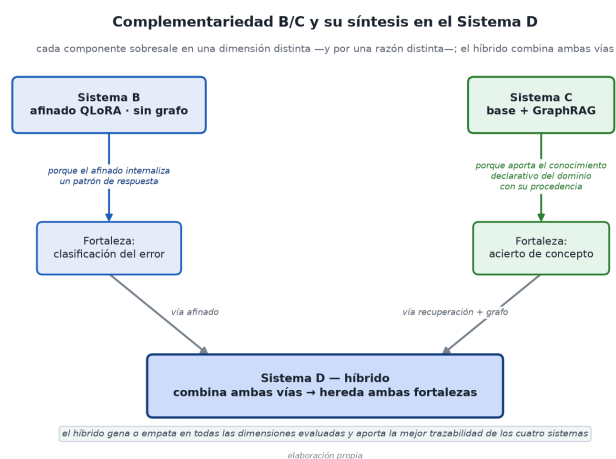 Complementariedad B/C y su síntesis en el Sistema D
cada componente sobresale en una dimensión distinta —y por una razón distinta—; el híbrido combina ambas vías
Sistema B
afinado QLoRA · sin grafo
Sistema C
base + GraphRAG
porque el afinado internaliza
un patrón de respuesta
porque aporta el conocimiento
declarativo del dominio
con su procedencia
Fortaleza:
clasificación del error
Fortaleza:
acierto de concepto
vía afinado
vía recuperación + grafo
Sistema D — híbrido
combina ambas vías → hereda ambas fortalezas
el híbrido gana o empata en todas las dimensiones evaluadas y aporta la mejor trazabilidad de los cuatro sistemas
elaboración propia